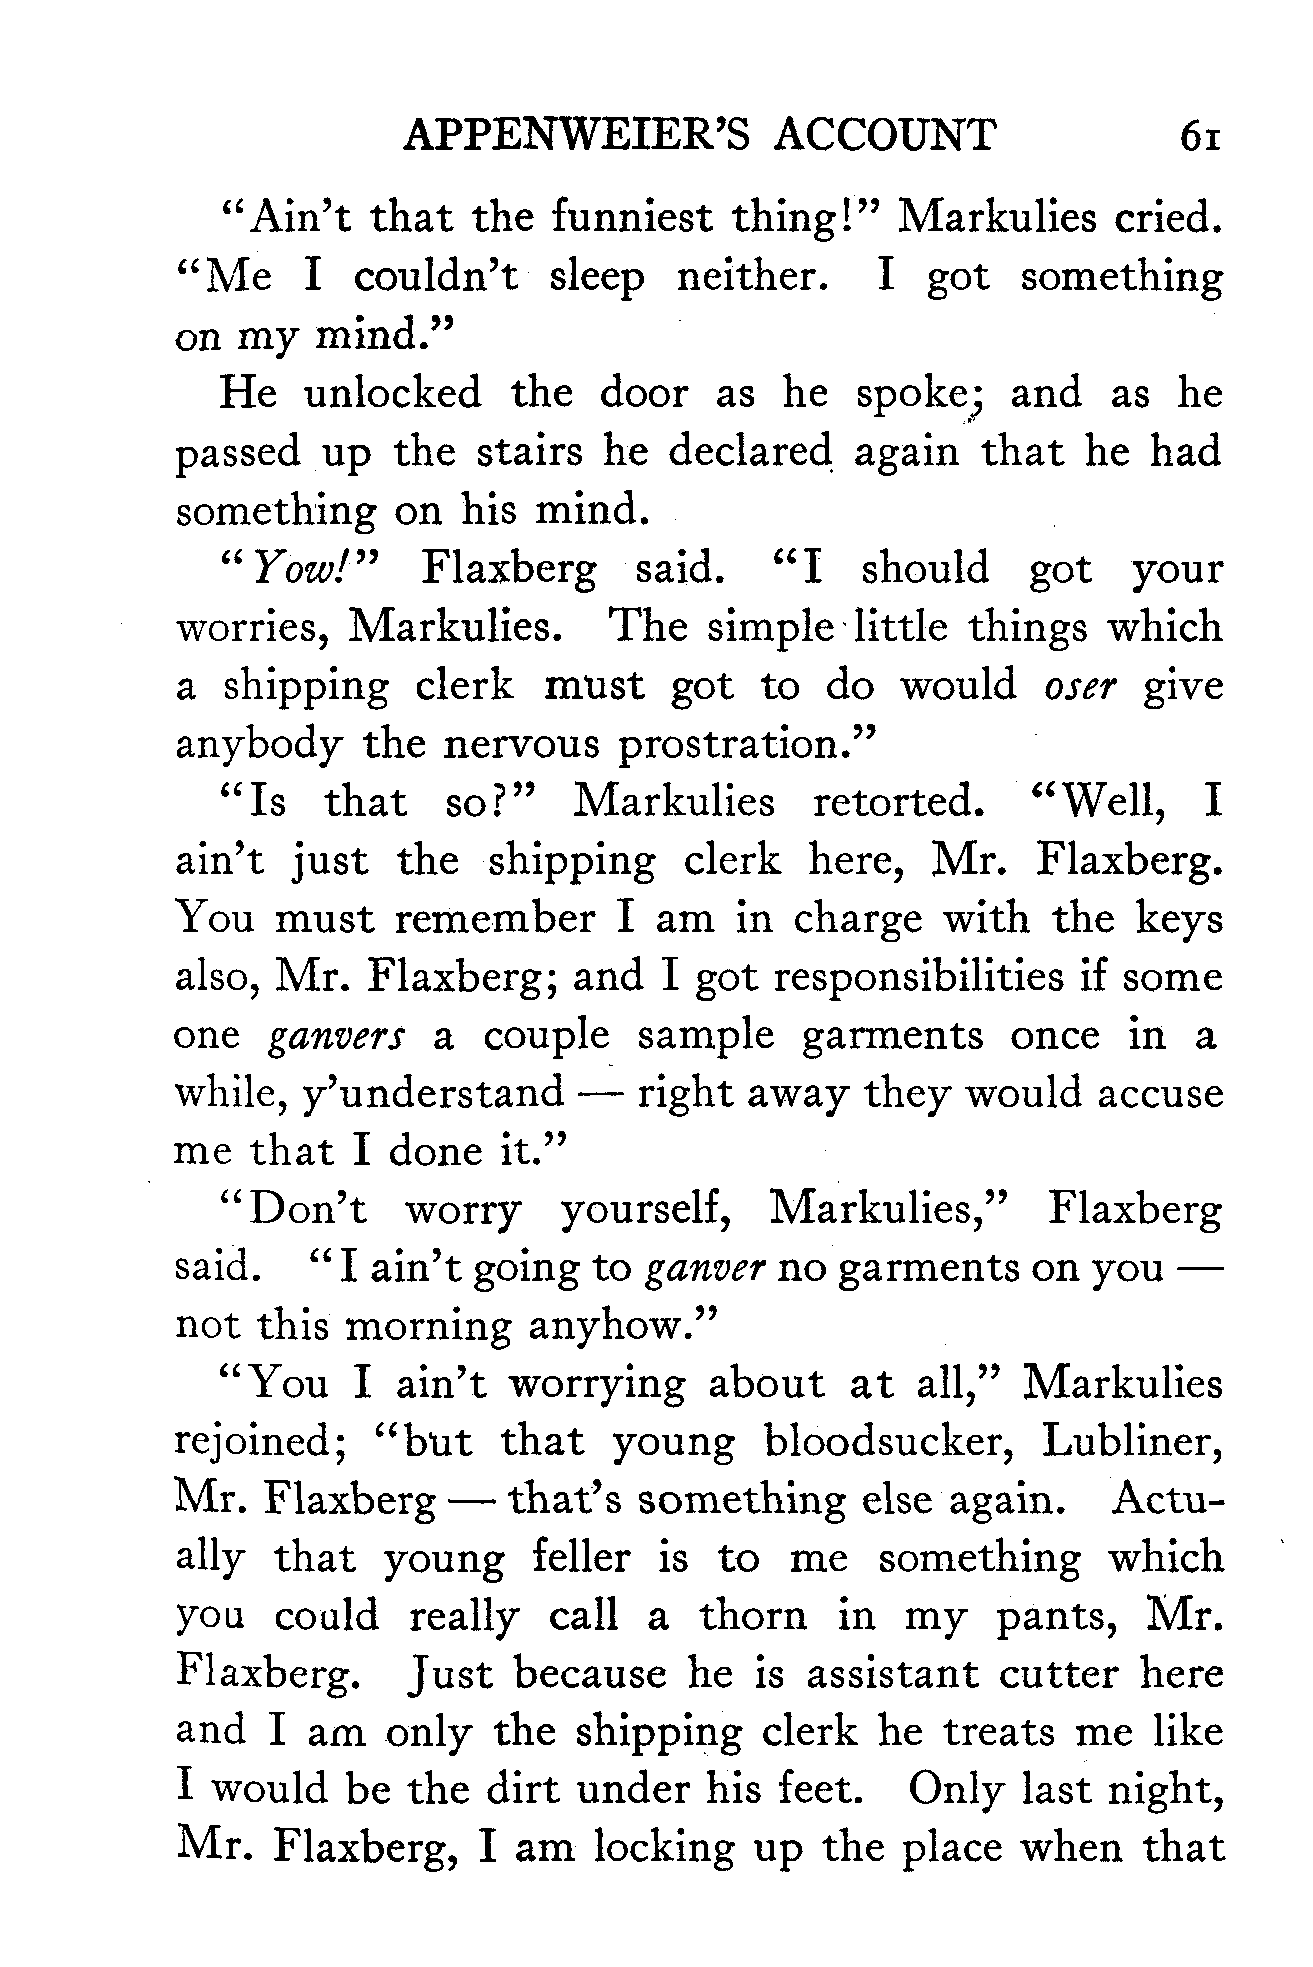 APPENWEIER'S ACCOUNT 61
"Ain't that the funniest thing!" Markulies cried.
"Me I couldn't sleep neither. I got something
on my mind."
He unlocked the door as he spoke; and as he
passed up the stairs he declared again that he had
something on his mind.
"Yow!" Flaxberg said. "I should got your
worries, Markulies. The simple little things which
a shipping clerk must got to do would oser give
anybody the nervous prostration."
"Is that so?" Markulies retorted. "Well, I
ain't just the shipping clerk here, Mr. Flaxberg.
You must remember I am in charge with the keys
also, Mr. Flaxberg; and I got responsibilities if some
one ganvers a couple sample garments once in a
while, y'understand — right away they would accuse
me that I done it."
"Don't worry yourself, Markulies," Flaxberg
said. "I ain't going to ganver no garments on you —
not this morning anyhow."
"You I ain't worrying about at all," Markulies
rejoined; "but that young bloodsucker, Lubliner,
Mr. Flaxberg — that's something else again. Actu-
ally that young feller is to me something which
you could really call a thorn in my pants, Mr.
Flaxberg. Just because he is assistant cutter here
and I am only the shipping clerk he treats me like
I would be the dirt under his feet. Only last night,
Mr. Flaxberg, I am locking up the place when that